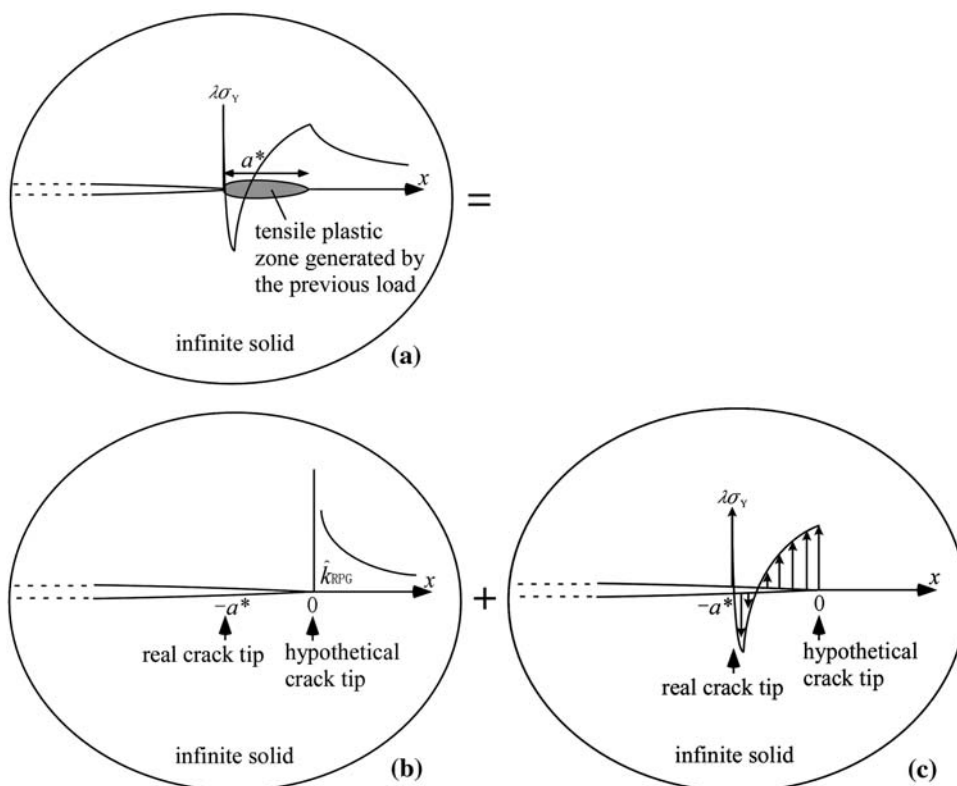 λσY
a*
x
tensile plastic
zone generated by
the previous load
infinite solid
(a)
=
k̂RPG
x
−a*
0
real crack tip
hypothetical
crack tip
infinite solid
(b)
+
λσY
x
−a*
0
real crack tip
hypothetical
crack tip
infinite solid
(c)